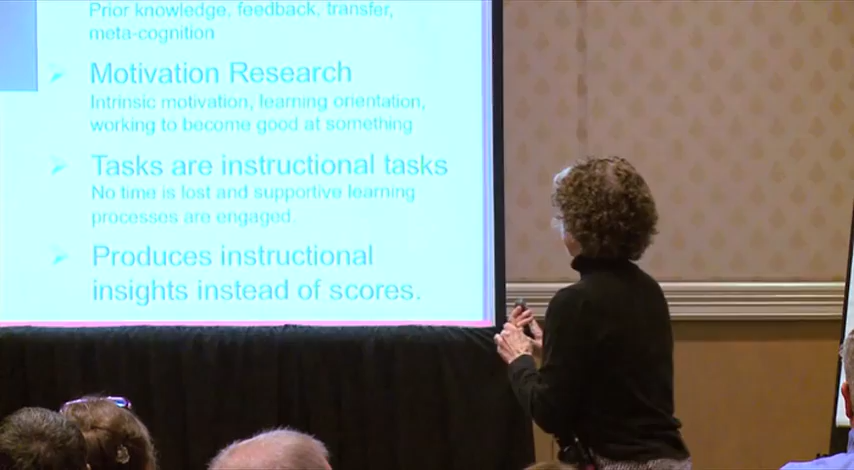 Prior knowledge, feedback, transfer,
meta-cognition
Motivation Research
Intrinsic motivation, learning orientation,
working to become good at something
Tasks are instructional tasks
No time is lost and supportive learning
processes are engaged.
Produces instructional
insights instead of scores.